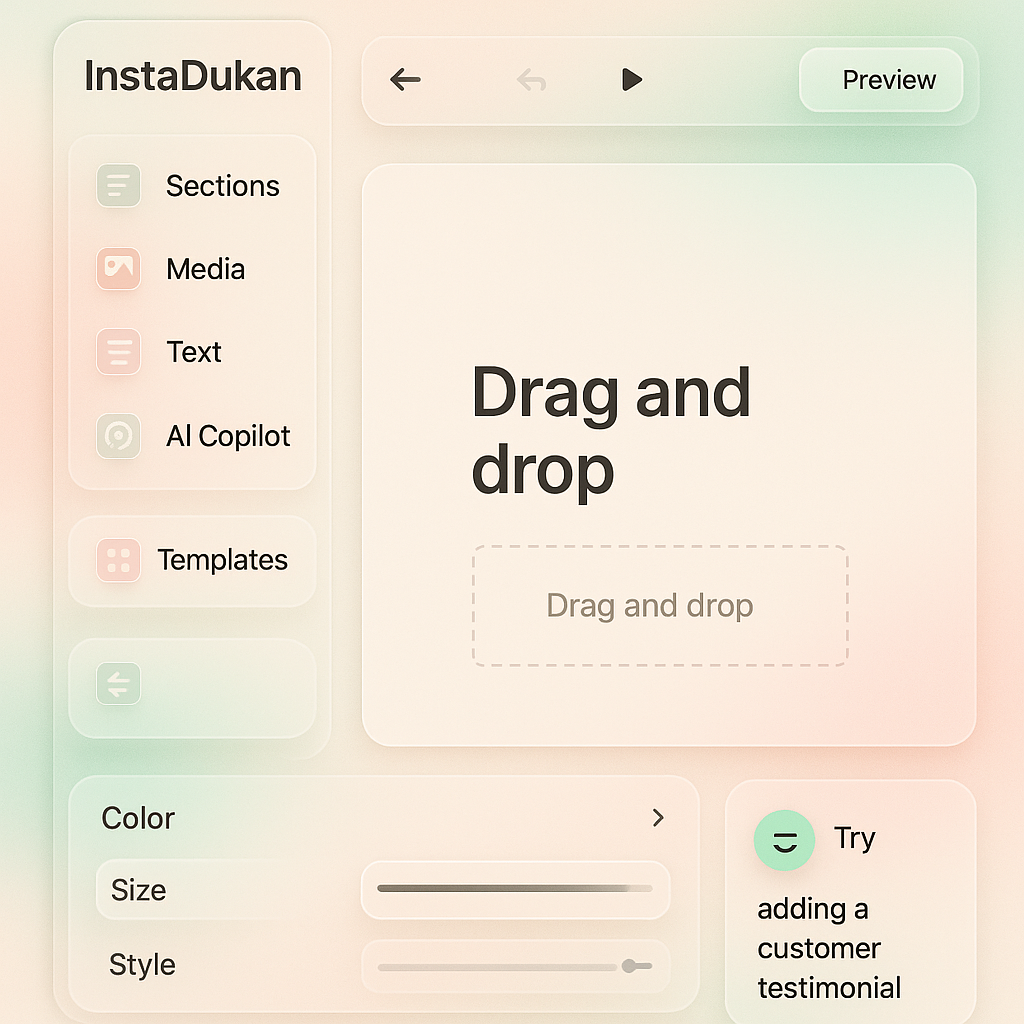 InstaDukan
Preview
Sections
Media
Text
AI Copilot
Templates
Drag and
drop
Drag and drop
Color
Size
Style
Try
adding a
customer
testimonial